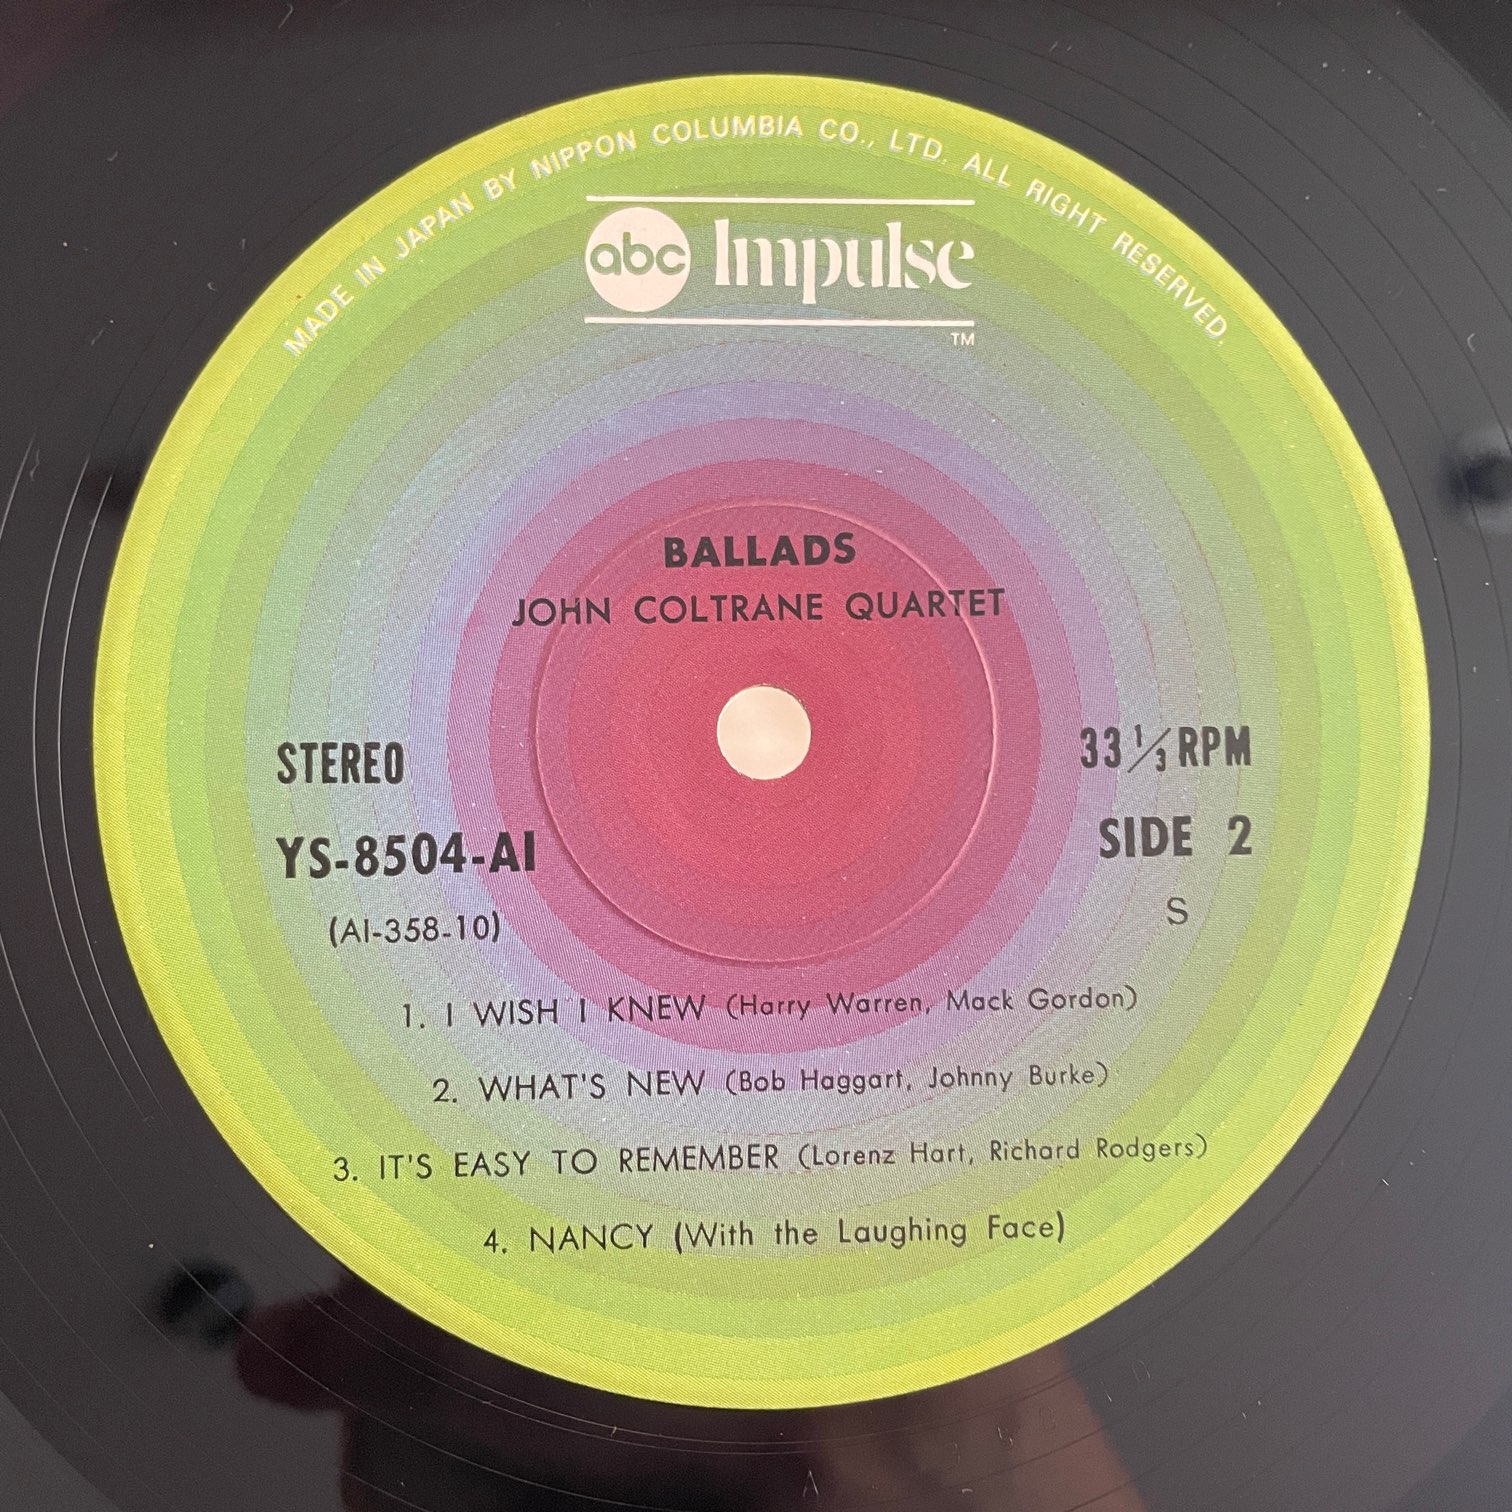 MADE IN JAPAN BY NIPPON COLUMBIA CO., LTD. ALL RIGHT RESERVED.
abc Impulse
TM
BALLADS
JOHN COLTRANE QUARTET
STEREO
33 1/3 RPM
YS-8504-AI
SIDE 2
(AI-358-10)
S
1. I WISH I KNEW (Harry Warren, Mack Gordon)
2. WHAT'S NEW (Bob Haggart, Johnny Burke)
3. IT'S EASY TO REMEMBER (Lorenz Hart, Richard Rodgers)
4. NANCY (With the Laughing Face)